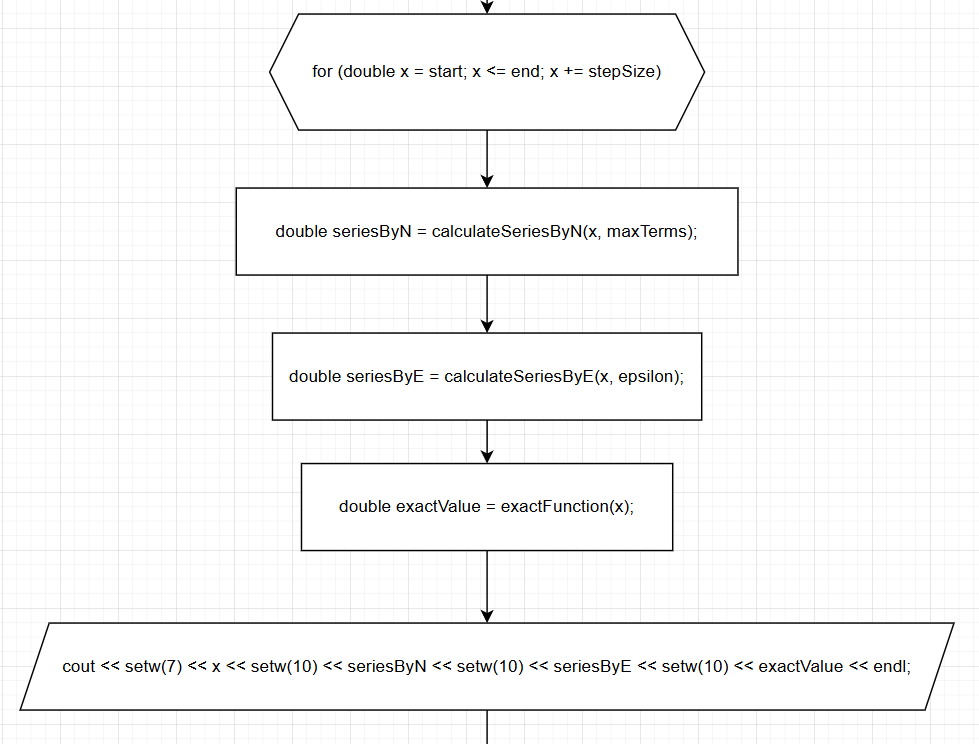 for (double x = start; x <= end; x += stepSize)
double seriesByN = calculateSeriesByN(x, maxTerms);
double seriesByE = calculateSeriesByE(x, epsilon);
double exactValue = exactFunction(x);
cout << setw(7) << x << setw(10) << seriesByN << setw(10) << seriesByE << setw(10) << exactValue << endl;